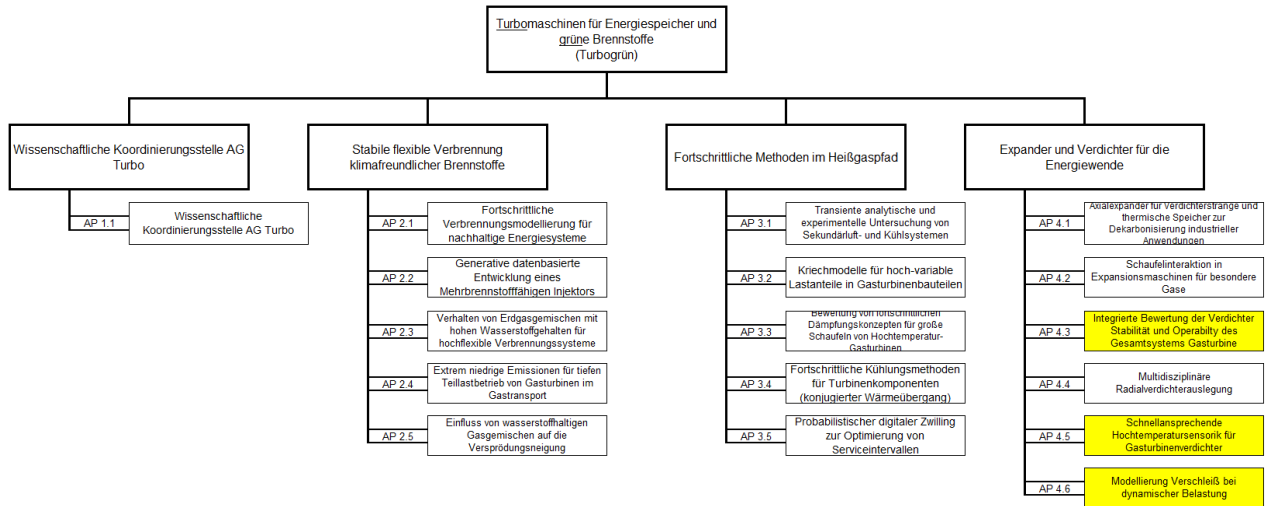 Turbomaschinen für Energiespeicher und
grüne Brennstoffe
(Turbogrün)
Wissenschaftliche Koordinierungsstelle AG
Turbo
AP 1.1
Wissenschaftliche
Koordinierungsstelle AG Turbo
Stabile flexible Verbrennung
klimafreundlicher Brennstoffe
AP 2.1
Fortschrittliche
Verbrennungsmodellierung für
nachhaltige Energiesysteme
AP 2.2
Generative datenbasierte
Entwicklung eines
Mehrbrennstofffähigen Injektors
AP 2.3
Verhalten von Erdgasgemischen mit
hohen Wasserstoffgehalten für
hochflexible Verbrennungssysteme
AP 2.4
Extrem niedrige Emissionen für tiefen
Teillastbetrieb von Gasturbinen im
Gastransport
AP 2.5
Einfluss von wasserstoffhaltigen
Gasgemischen auf die
Versprödungsneigung
Fortschrittliche Methoden im Heißgaspfad
AP 3.1
Transiente analytische und
experimentelle Untersuchung von
Sekundärluft- und Kühlsystemen
AP 3.2
Kriechmodelle für hoch-variable
Lastanteile in Gasturbinenbauteilen
AP 3.3
Bewertung von fortschrittlichen
Dämpfungskonzepten für große
Schaufeln von Hochtemperatur-
Gasturbinen
AP 3.4
Fortschrittliche Kühlungsmethoden
für Turbinenkomponenten
(konjugierter Wärmeübergang)
AP 3.5
Probabilistischer digitaler Zwilling
zur Optimierung von
Serviceintervallen
Expander und Verdichter für die
Energiewende
AP 4.1
Axialexpander für Verdichterstränge und
thermische Speicher zur
Dekarbonisierung industrieller
Anwendungen
AP 4.2
Schaufelinteraktion in
Expansionsmaschinen für besondere
Gase
AP 4.3
Integrierte Bewertung der Verdichter
Stabilität und Operabilty des
Gesamtsystems Gasturbine
AP 4.4
Multidisziplinäre
Radialverdichterauslegung
AP 4.5
Schnellansprechende
Hochtemperatursensorik für
Gasturbinenverdichter
AP 4.6
Modellierung Verschleiß bei
dynamischer Belastung